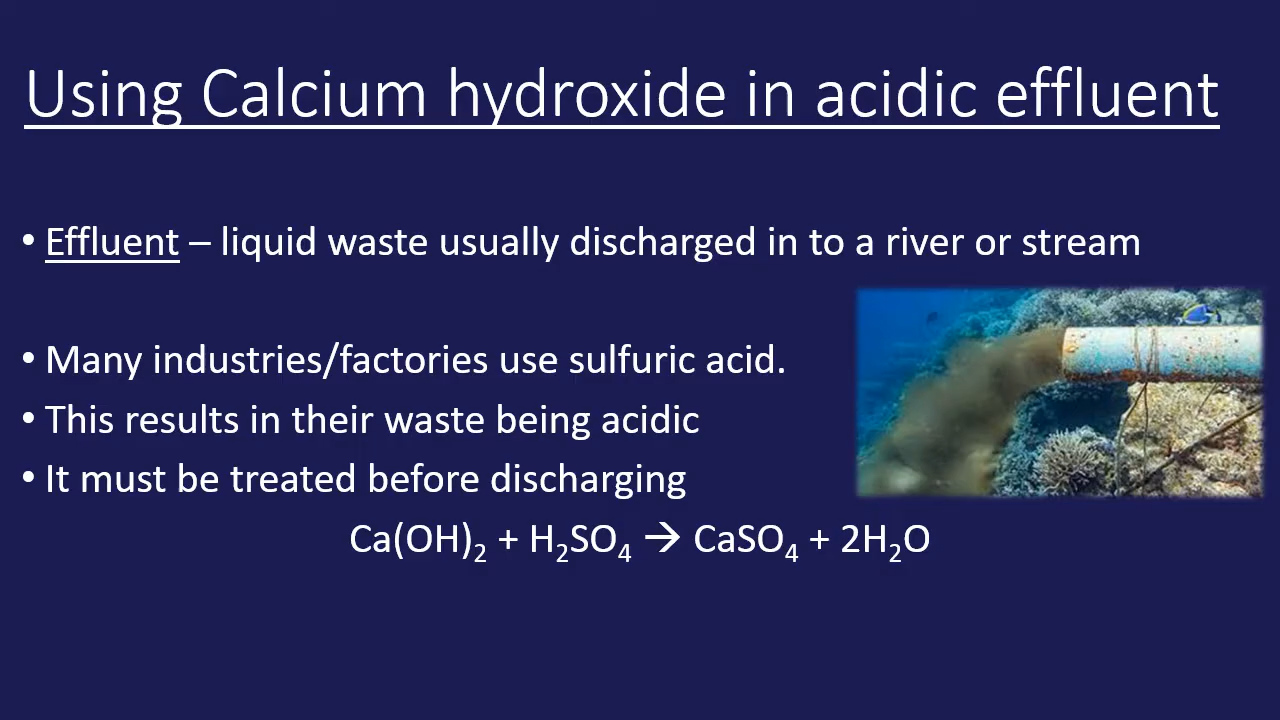 Using Calcium hydroxide in acidic effluent
• Effluent – liquid waste usually discharged in to a river or stream
• Many industries/factories use sulfuric acid.
• This results in their waste being acidic
• It must be treated before discharging
Ca(OH)₂ + H₂SO₄ → CaSO₄ + 2H₂O